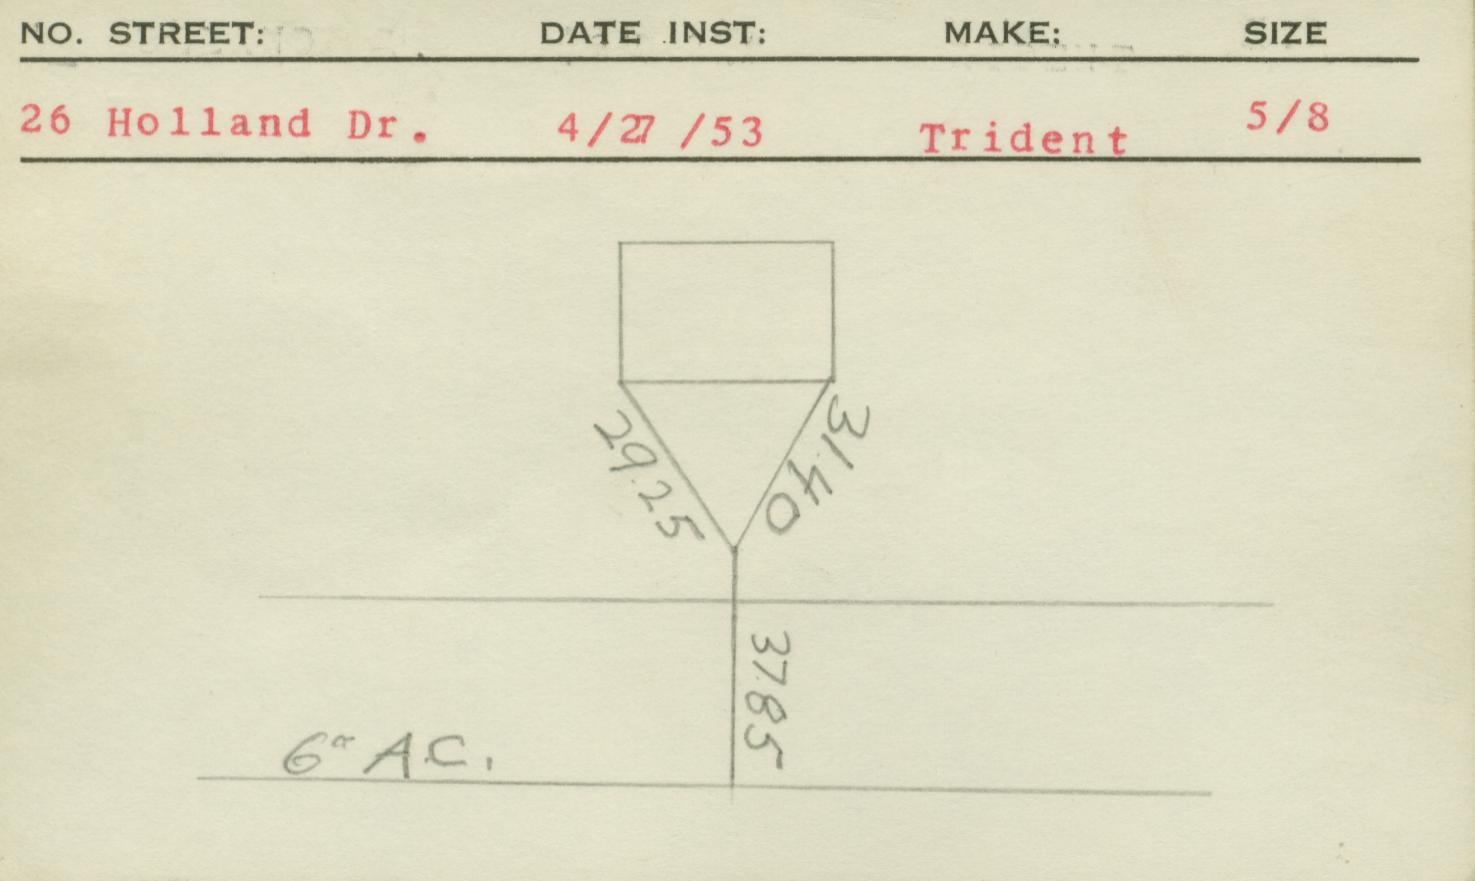 NO. STREET: DATE INST: MAKE: SIZE
26 Holland Dr. 4/27 /53 Trident 5/8
29.25
31.40
37.85
6" A.C.